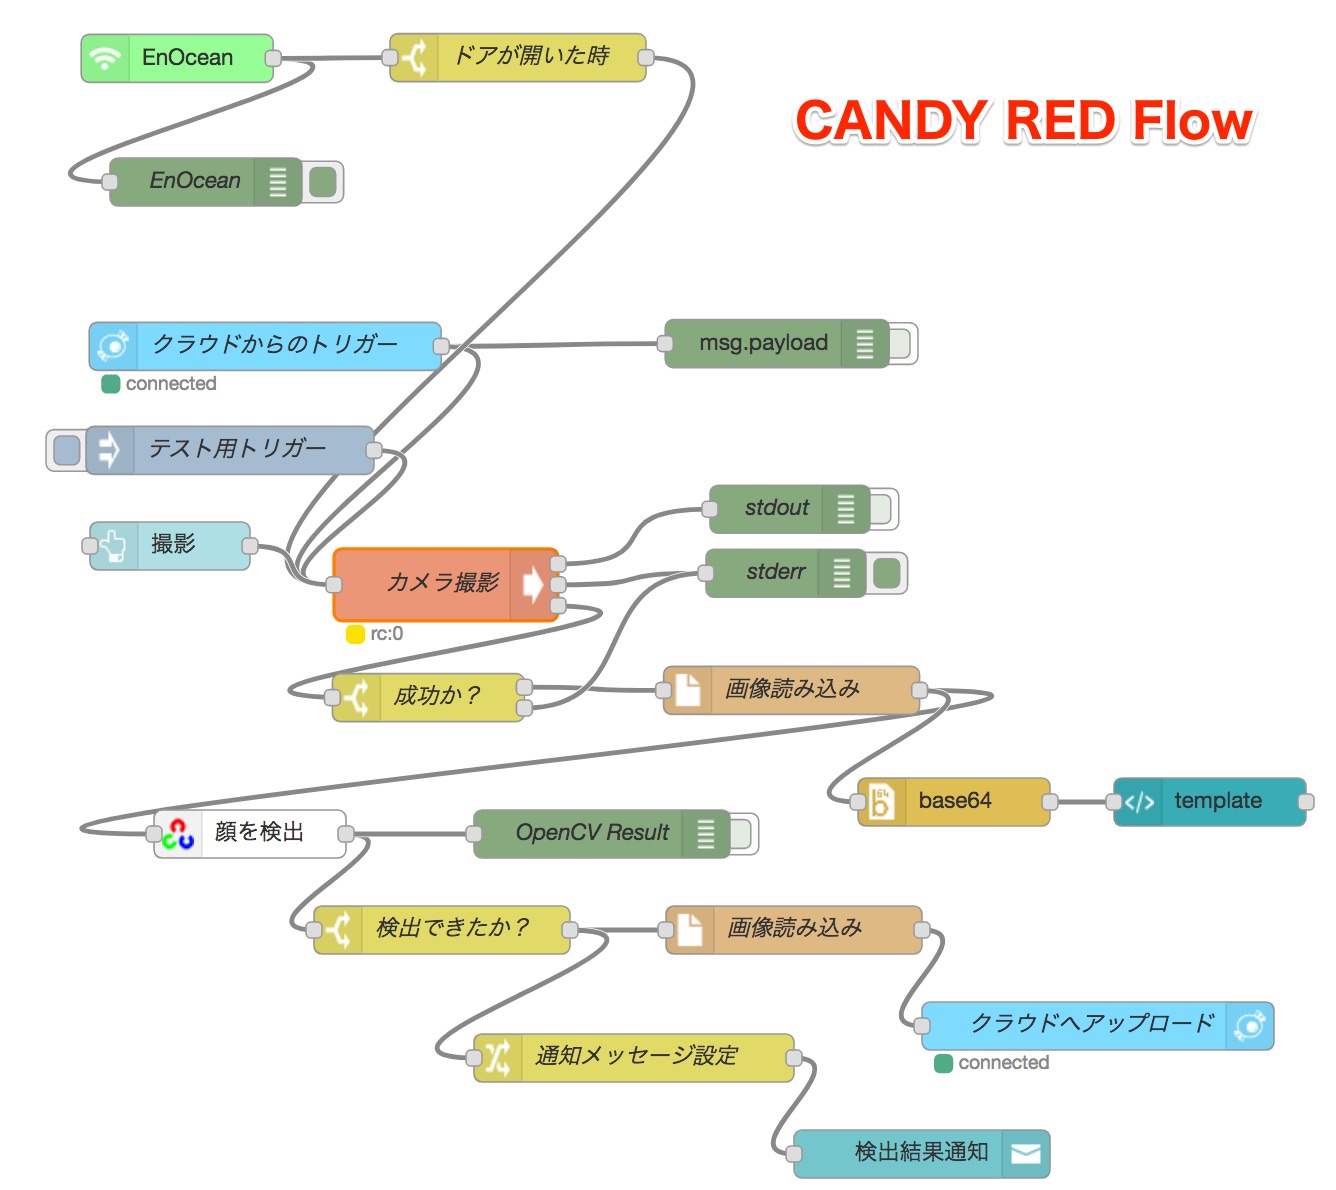 EnOcean
ドアが開いた時
CANDY RED Flow
EnOcean
クラウドからのトリガー
msg.payload
connected
テスト用トリガー
stdout
撮影
カメラ撮影
stderr
rc:0
成功か？
画像読み込み
64
b
base64
</>
template
顔を検出
OpenCV Result
検出できたか？
画像読み込み
クラウドへアップロード
connected
通知メッセージ設定
検出結果通知